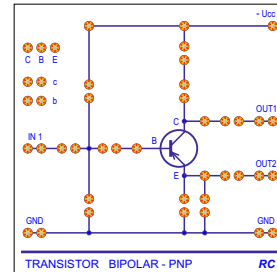 - Ucc
C B E
C
c
OUT1
b
IN 1
B
OUT2
E
GND
GND
TRANSISTOR BIPOLAR - PNP
RC